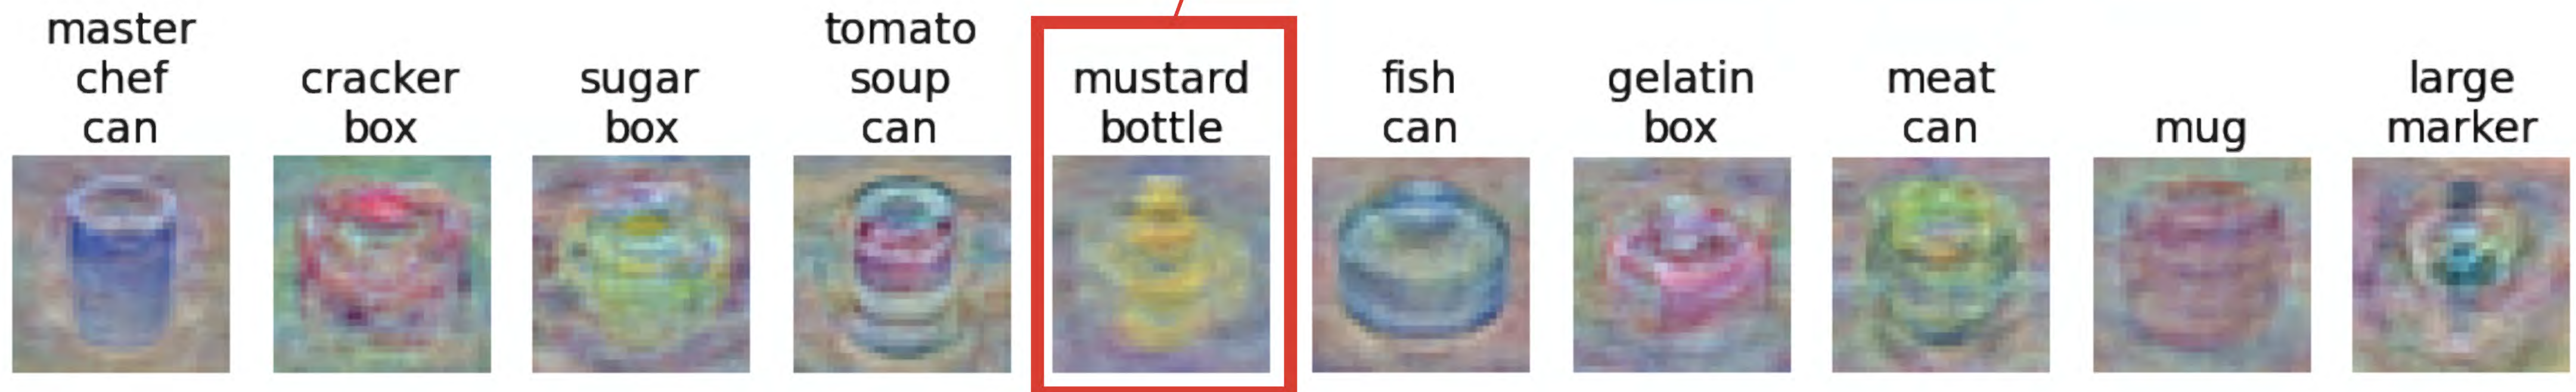 master
chef
can
cracker
box
sugar
box
tomato
soup
can
mustard
bottle
fish
can
gelatin
box
meat
can
mug
large
marker